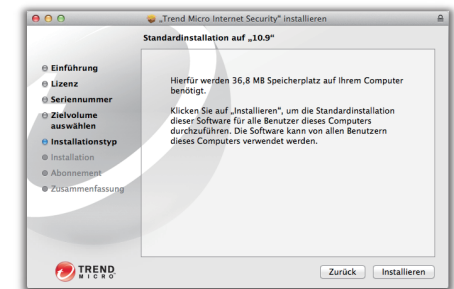 „Trend Micro Internet Security" installieren
Standardinstallation auf „10.9"
Einführung
Lizenz
Seriennummer
Zielvolume
auswählen
Installationstyp
Installation
Abonnement
Zusammenfassung
Hierfür werden 36,8 MB Speicherplatz auf Ihrem Computer
benötigt.
Klicken Sie auf „Installieren", um die Standardinstallation
dieser Software für alle Benutzer dieses Computers
durchzuführen. Die Software kann von allen Benutzern
dieses Computers verwendet werden.
TREND
MICRO
Zurück
Installieren